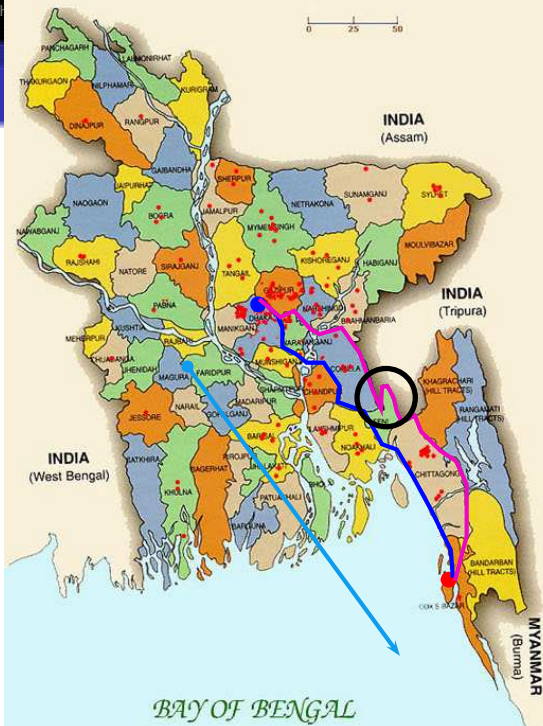 0 25 50
PANCHAGARH
LALMONIRHAT
THAKURGAON
NILPHAMAR
KURIGRAM
INDIA
(Assam)
DINAJPUR
RANGPUR
GAIBANDHA
SHERPUR
SUNAMGANJ
SYLHET
JAIPURHAT
NETRAKONA
NAOGAON
JAMALPUR
BOGRA
MYMENSINGH
NAWABGANJ
MOULVIBAZAR
RAJSHAHI
SIRAJGANJ
TANGAIL
KISHOREGANJ
HABIGANJ
NATORE
GAZIPUR
INDIA
(Tripura)
PABNA
DHAKA
NARSHINGDI
BRAHMANBARIA
MANIKGANJ
KUSHTIA
MEHERPUR
RAJBARI
NARAYANGANJ
CHUADANGA
JHENIDAH
MAGURA
FARIDPUR
MUNSHIGANJ
COMILLA
KHAGRACHARI
(HILL TRACTS)
CHANDPUR
MADARIPUR
JESSORE
NARAIL
GOPALGANJ
FENI
RANGAMATI
(HILL TRACTS)
LAKSHMIPUR
NOAKHALI
INDIA
(West Bengal)
SATKHIRA
BARISAL
PIROJPUR
CHITTAGONG
KHULNA
BAGERHAT
PATUAKHALI
BARGUNA
BANDARBAN
(HILL TRACTS)
COX'S BAZAR
MYANMAR
(Burma)
BAY OF BENGAL